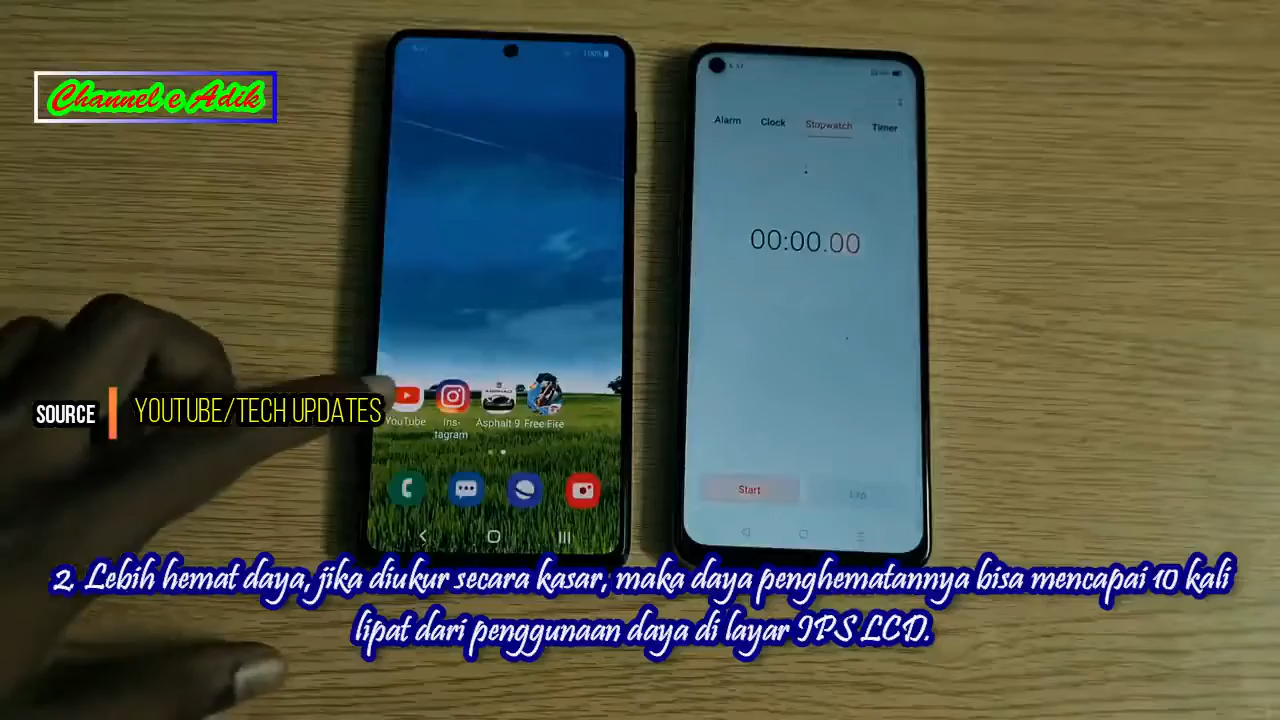 Channel e Adik
100%
Alarm Clock Stopwatch Timer
00:00.00
SOURCE
YOUTUBE/TECH UPDATES
YouTube
Ins-
tagram
Asphalt 9
Free Fire
Start
Lap
2. Lebih hemat daya, jika diukur secara kasar, maka daya penghematannya bisa mencapai 10 kali
lipat dari penggunaan daya di layar IPS LCD.